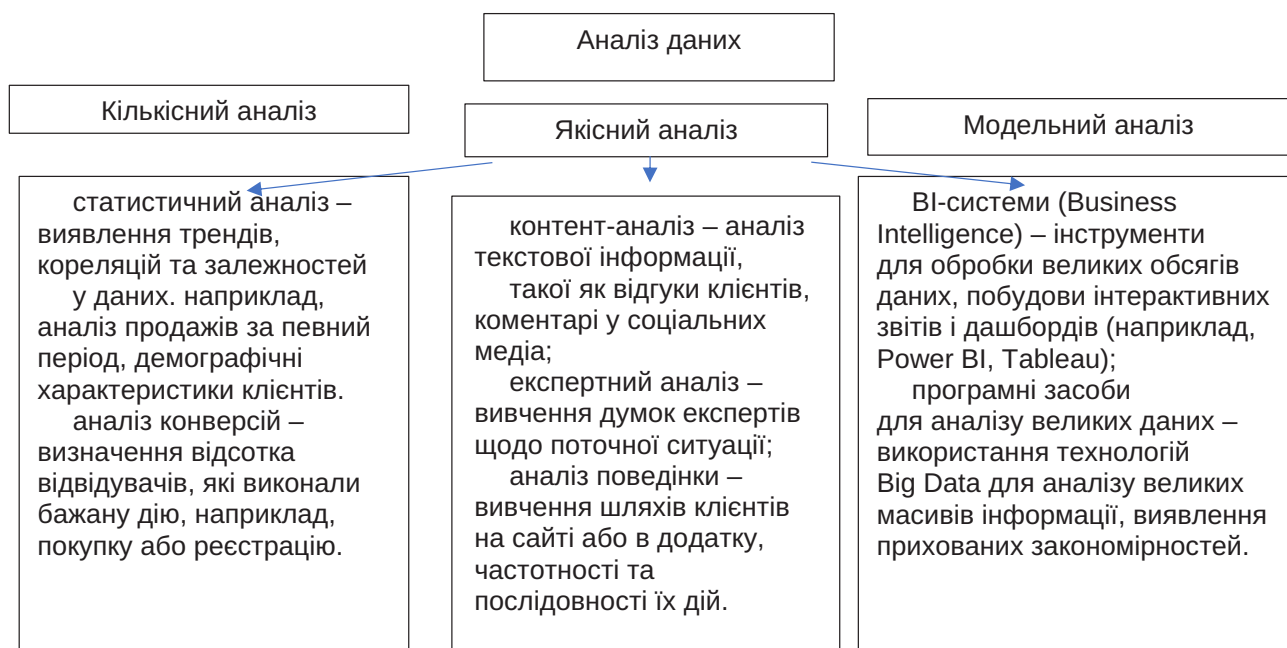 Аналіз даних
Кількісний аналіз
Якісний аналіз
Модельний аналіз
статистичний аналіз –
виявлення трендів,
кореляцій та залежностей
у даних. наприклад,
аналіз продажів за певний
період, демографічні
характеристики клієнтів.
аналіз конверсій –
визначення відсотка
відвідувачів, які виконали
бажану дію, наприклад,
покупку або реєстрацію.
контент-аналіз – аналіз
текстової інформації,
такої як відгуки клієнтів,
коментарі у соціальних
медіа;
експертний аналіз –
вивчення думок експертів
щодо поточної ситуації;
аналіз поведінки –
вивчення шляхів клієнтів
на сайті або в додатку,
частотності та
послідовності їх дій.
BI-системи (Business
Intelligence) – інструменти
для обробки великих обсягів
даних, побудови інтерактивних
звітів і дашбордів (наприклад,
Power BI, Tableau);
програмні засоби
для аналізу великих даних –
використання технологій
Big Data для аналізу великих
масивів інформації, виявлення
прихованих закономірностей.